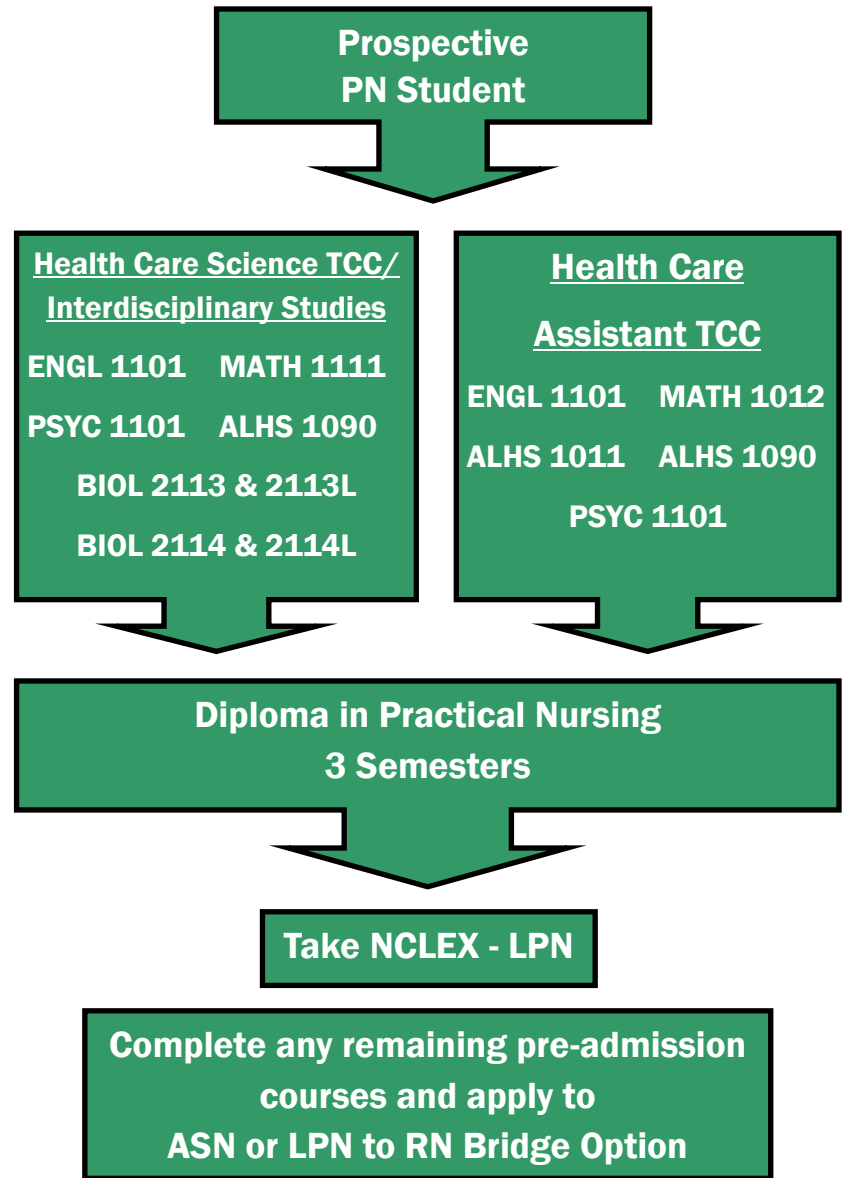 Prospective
PN Student
Health Care Science TCC/
Interdisciplinary Studies
ENGL 1101 MATH 1111
PSYC 1101 ALHS 1090
BIOL 2113 & 2113L
BIOL 2114 & 2114L
Health Care
Assistant TCC
ENGL 1101 MATH 1012
ALHS 1011 ALHS 1090
PSYC 1101
Diploma in Practical Nursing
3 Semesters
Take NCLEX - LPN
Complete any remaining pre-admission
courses and apply to
ASN or LPN to RN Bridge Option